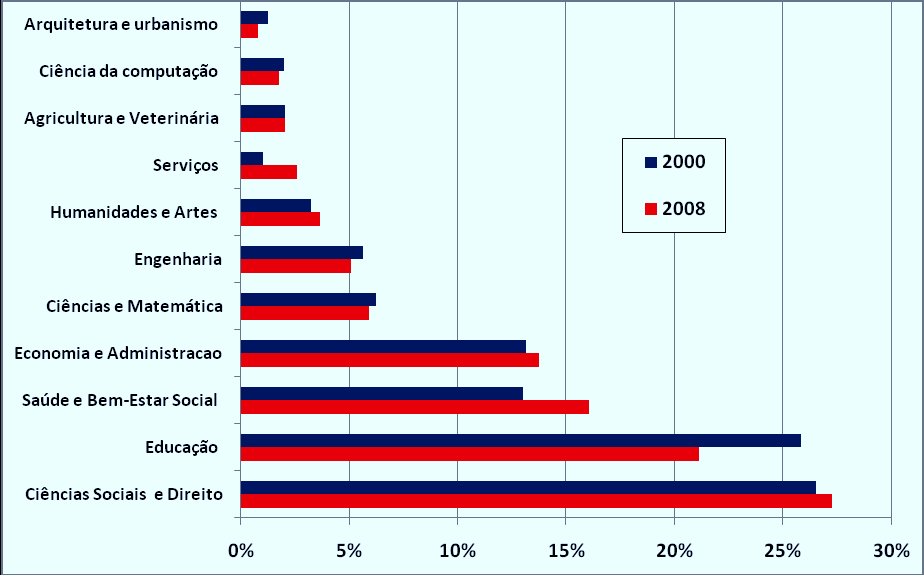 Arquitetura e urbanismo
Ciência da computação
Agricultura e Veterinária
Serviços
Humanidades e Artes
Engenharia
Ciências e Matemática
Economia e Administracao
Saúde e Bem-Estar Social
Educação
Ciências Sociais e Direito
2000
2008
0% 5% 10% 15% 20% 25% 30%